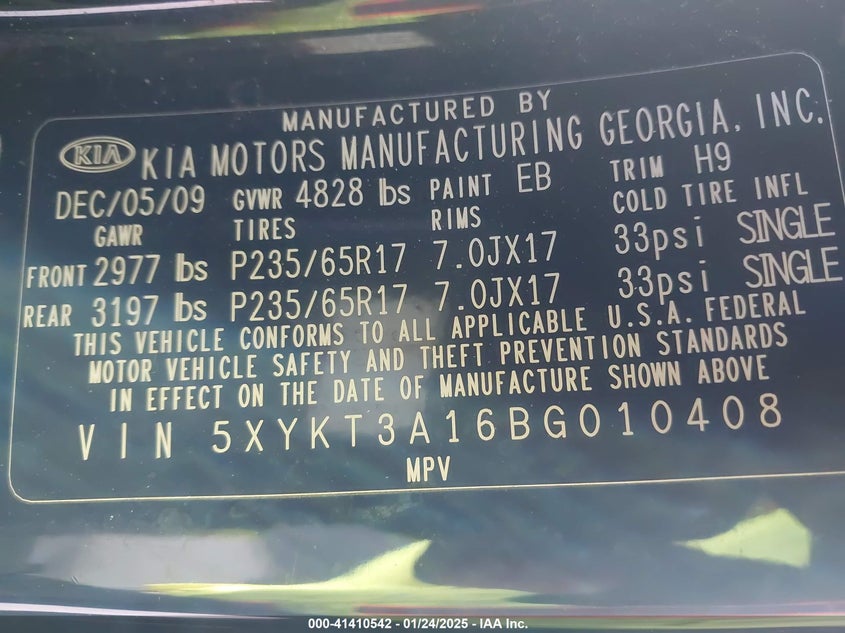 MANUFACTURED BY
KIA KIA MOTORS MANUFACTURING GEORGIA, INC.
DEC/05/09 GVWR 4828 lbs PAINT EB TRIM H9
GAWR TIRES RIMS COLD TIRE INFL
FRONT 2977 lbs P235/65R17 7.0JX17 33psi SINGLE
REAR 3197 lbs P235/65R17 7.0JX17 33psi SINGLE
THIS VEHICLE CONFORMS TO ALL APPLICABLE U.S.A. FEDERAL
MOTOR VEHICLE SAFETY AND THEFT PREVENTION STANDARDS
IN EFFECT ON THE DATE OF MANUFACTURE SHOWN ABOVE
VIN 5XYKT3A16BG010408
MPV
000-41410542 - 01/24/2025 - IAA Inc.